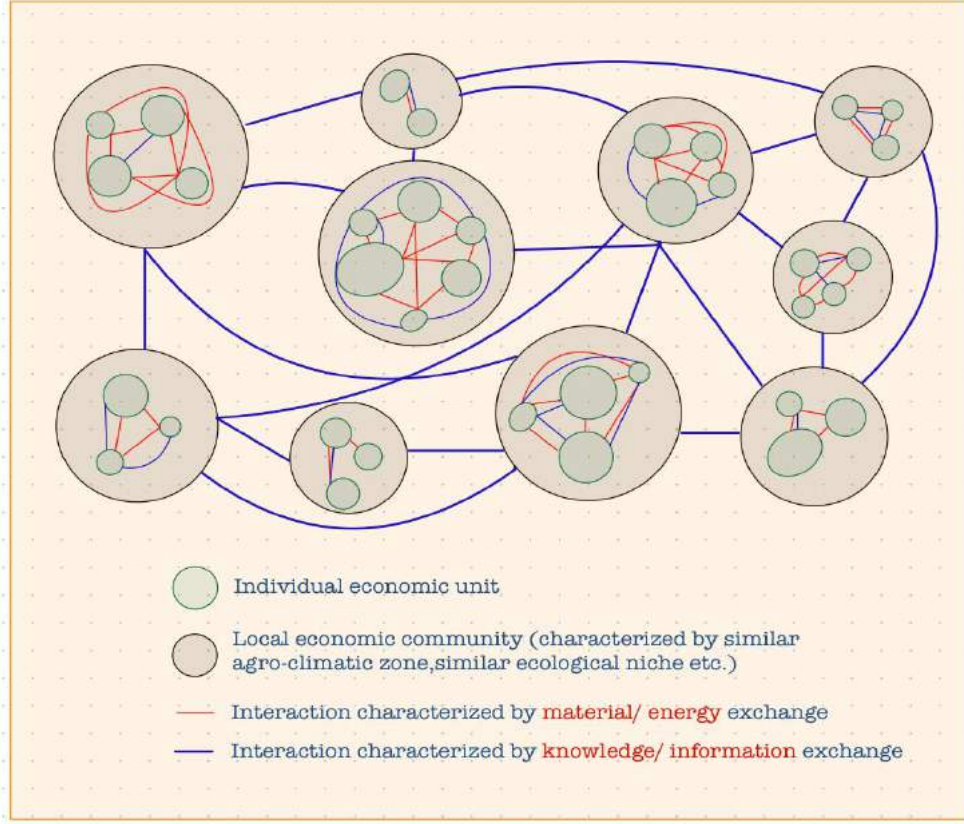 Individual economic unit
Local economic community (characterized by similar
agro-climatic zone,similar ecological niche etc.)
Interaction characterized by material/ energy exchange
Interaction characterized by knowledge/ information exchange